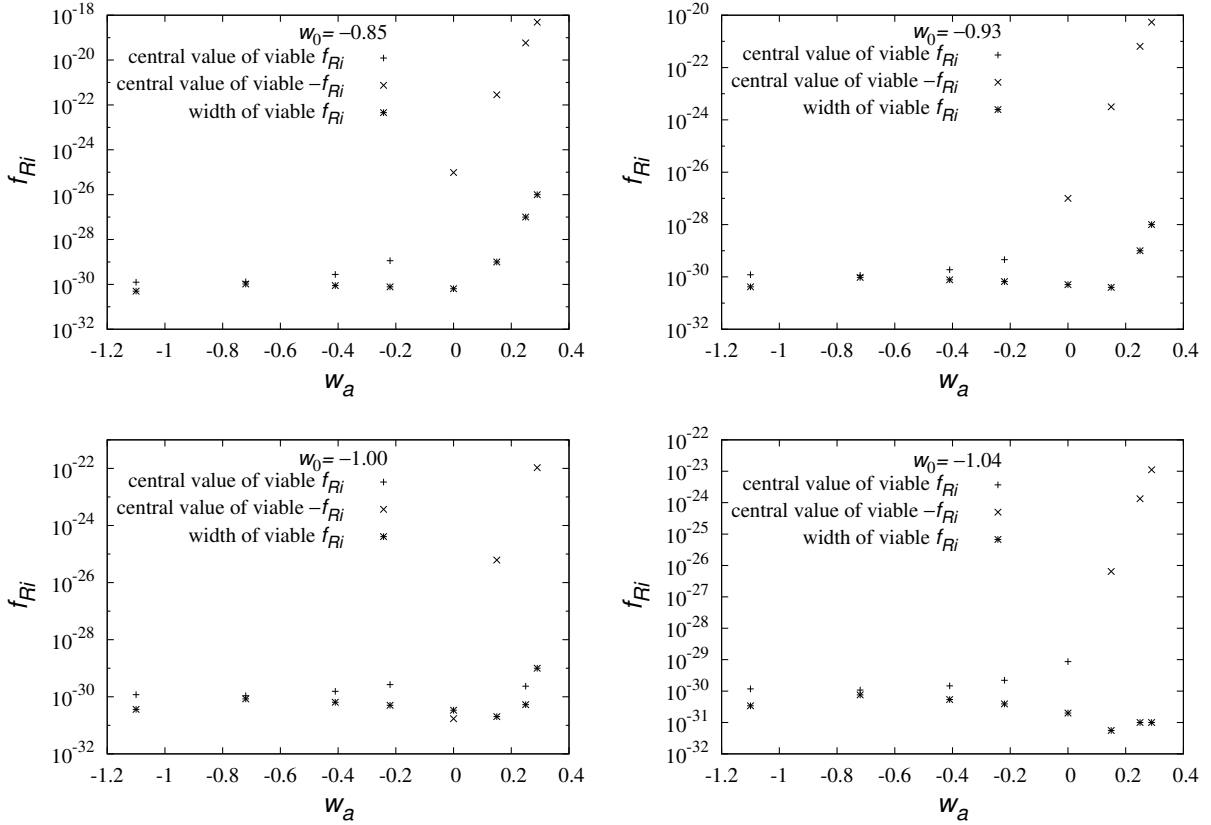 w₀= −0.85
central value of viable f_Ri +
central value of viable −f_Ri ×
width of viable f_Ri ∗
f_Ri
10⁻¹⁸
10⁻²⁰
10⁻²²
10⁻²⁴
10⁻²⁶
10⁻²⁸
10⁻³⁰
10⁻³²
-1.2 -1 -0.8 -0.6 -0.4 -0.2 0 0.2 0.4
w_a
w₀= −0.93
central value of viable f_Ri +
central value of viable −f_Ri ×
width of viable f_Ri ∗
f_Ri
10⁻²⁰
10⁻²²
10⁻²⁴
10⁻²⁶
10⁻²⁸
10⁻³⁰
10⁻³²
-1.2 -1 -0.8 -0.6 -0.4 -0.2 0 0.2 0.4
w_a
w₀= −1.00
central value of viable f_Ri +
central value of viable −f_Ri ×
width of viable f_Ri ∗
f_Ri
10⁻²²
10⁻²⁴
10⁻²⁶
10⁻²⁸
10⁻³⁰
10⁻³²
-1.2 -1 -0.8 -0.6 -0.4 -0.2 0 0.2 0.4
w_a
w₀= −1.04
central value of viable f_Ri +
central value of viable −f_Ri ×
width of viable f_Ri ∗
f_Ri
10⁻²²
10⁻²³
10⁻²⁴
10⁻²⁵
10⁻²⁶
10⁻²⁷
10⁻²⁸
10⁻²⁹
10⁻³⁰
10⁻³¹
10⁻³²
-1.2 -1 -0.8 -0.6 -0.4 -0.2 0 0.2 0.4
w_a